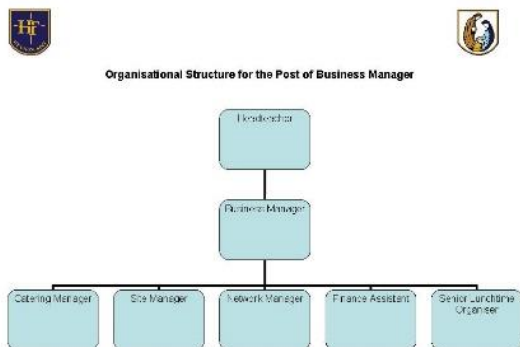 Organisational Structure for the Post of Business Manager
Headteacher
Business Manager
Catering Manager
Site Manager
Network Manager
Finance Assistant
Senior Lunchtime
Organiser